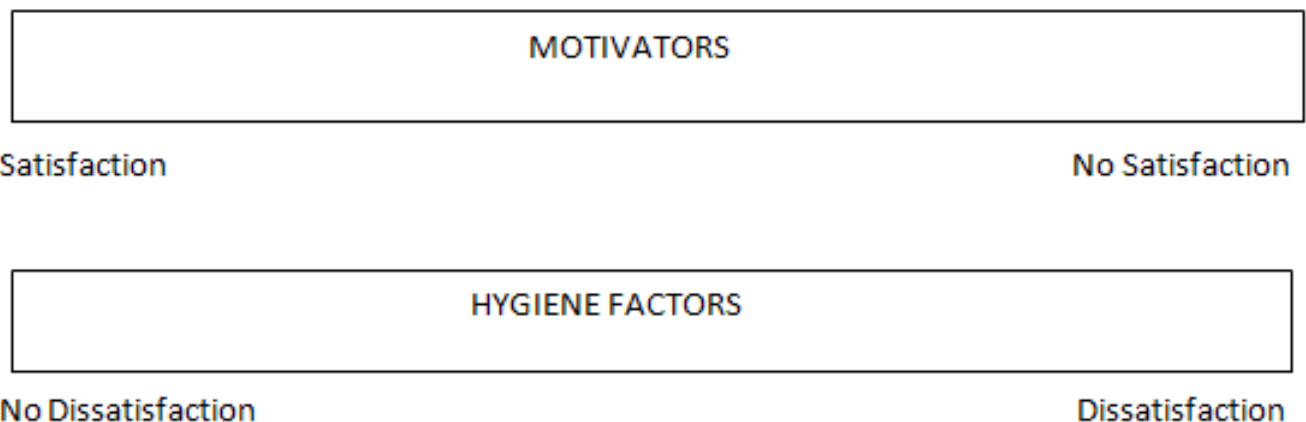 MOTIVATORS
Satisfaction No Satisfaction
HYGIENE FACTORS
No Dissatisfaction Dissatisfaction